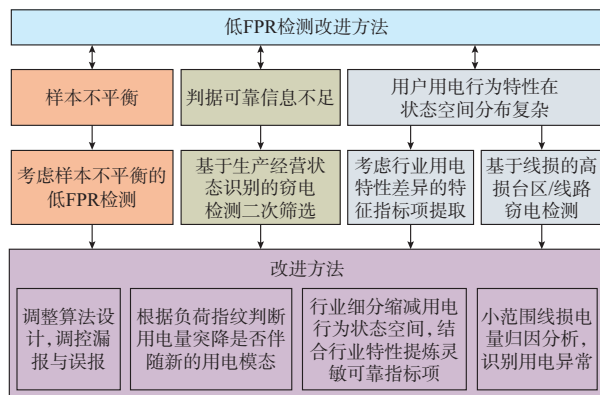 低FPR检测改进方法
样本不平衡
判据可靠信息不足
用户用电行为特性在
状态空间分布复杂
考虑样本不平衡的
低FPR检测
基于生产经营状
态识别的窃电
检测二次筛选
考虑行业用电
特性差异的特
征指标项提取
基于线损的高
损台区/线路
窃电检测
改进方法
调整算法设
计，调控漏
报与误报
根据负荷指纹判断
用电量突降是否伴
随新的用电模态
行业细分缩减用电
行为状态空间，结
合行业特性提炼灵
敏可靠指标项
小范围线损电
量归因分析，
识别用电异常